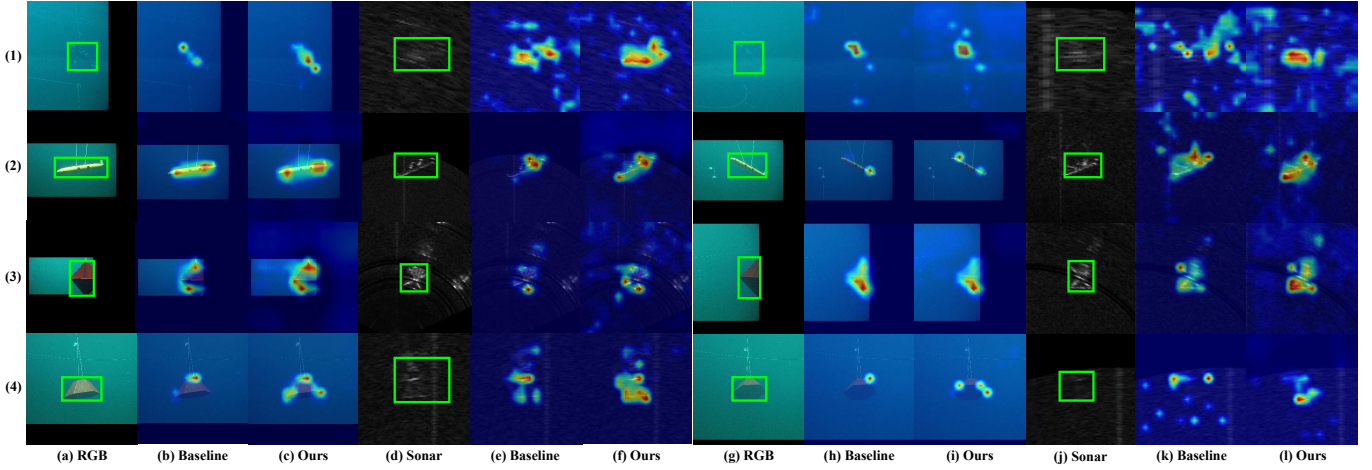 (1)
(2)
(3)
(4)
(a) RGB (b) Baseline (c) Ours (d) Sonar (e) Baseline (f) Ours (g) RGB (h) Baseline (i) Ours (j) Sonar (k) Baseline (l) Ours